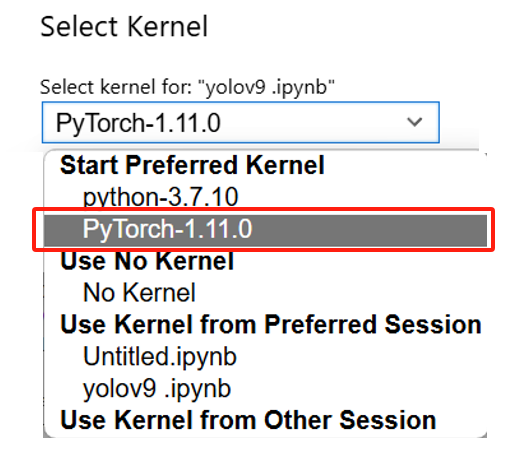 Select Kernel
Select kernel for: "yolov9 .ipynb"
PyTorch-1.11.0
Start Preferred Kernel
python-3.7.10
PyTorch-1.11.0
Use No Kernel
No Kernel
Use Kernel from Preferred Session
Untitled.ipynb
yolov9 .ipynb
Use Kernel from Other Session